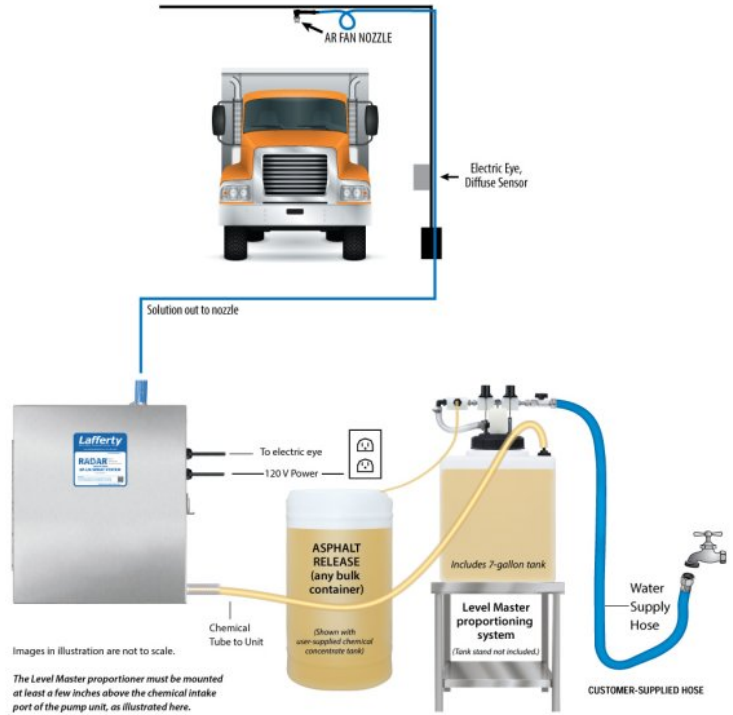 AR FAN NOZZLE
Electric Eye,
Diffuse Sensor
Solution out to nozzle
Lafferty
RADAR
To electric eye
120 V Power
ASPHALT
RELEASE
(any bulk
container)
(Shown with
user-supplied chemical
concentrate tank)
Includes 7-gallon tank
Level Master
proportioning
system
(Tank stand not included.)
Water
Supply
Hose
Chemical
Tube to Unit
CUSTOMER-SUPPLIED HOSE
Images in illustration are not to scale.
The Level Master proportioner must be mounted
at least a few inches above the chemical intake
port of the pump unit, as illustrated here.